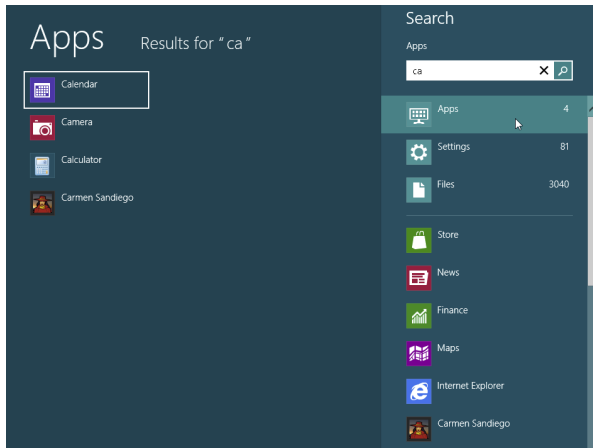 Apps Results for "ca"
Calendar
Camera
Calculator
Carmen Sandiego
Search
Apps
ca
Apps 4
Settings 81
Files 3040
Store
News
Finance
Maps
Internet Explorer
Carmen Sandiego